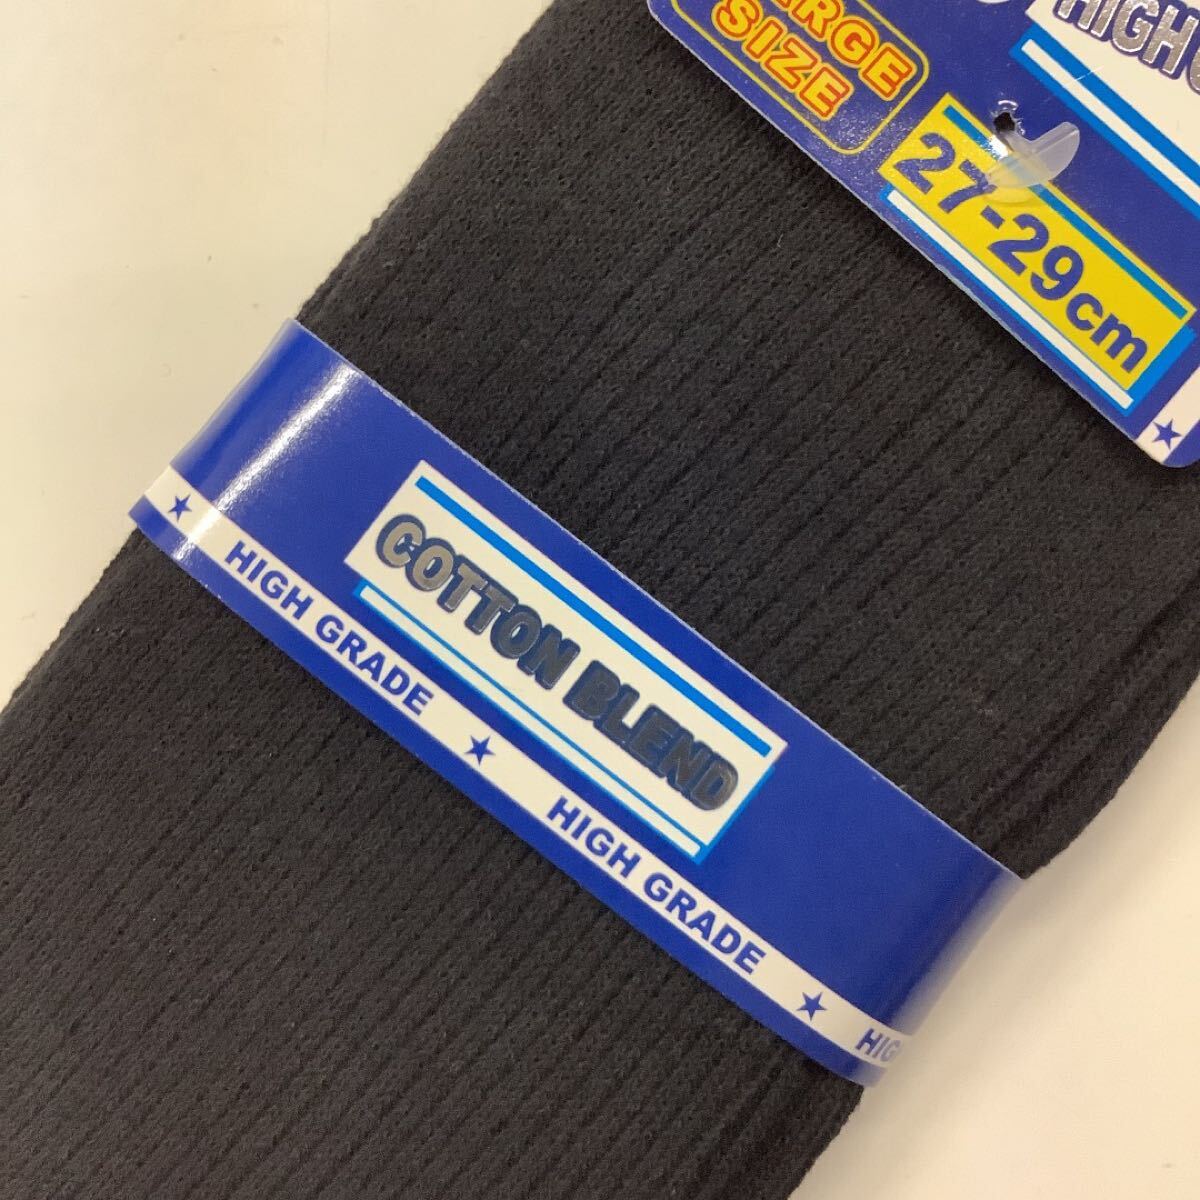 LARGE
SIZE
HIGH
27-29cm
COTTON BLEND
HIGH GRADE ★ HIGH GRADE ★ HIG